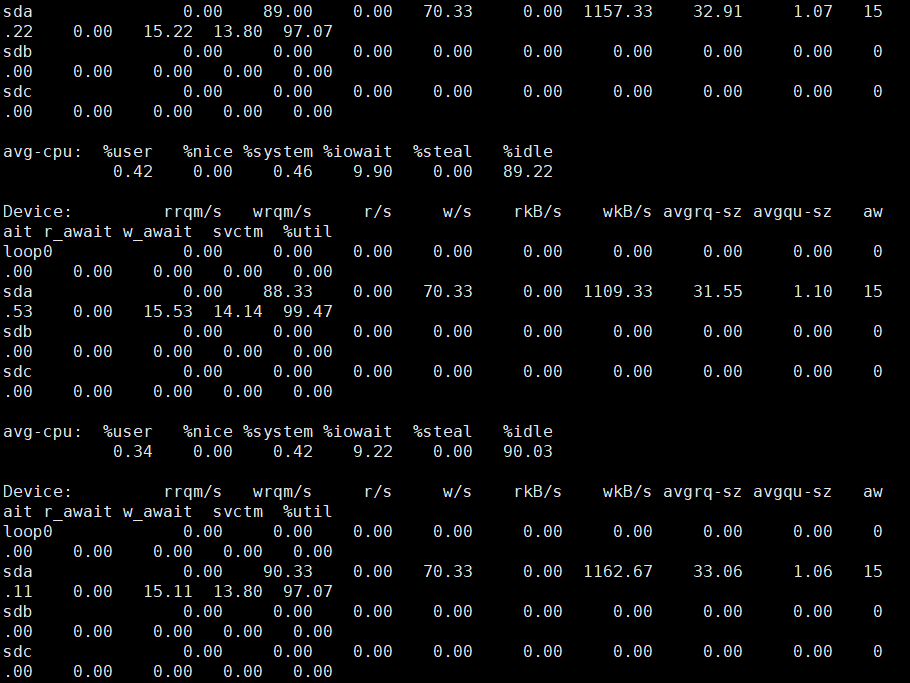 sda 0.00 89.00 0.00 70.33 0.00 1157.33 32.91 1.07 15
.22 0.00 15.22 13.80 97.07
sdb 0.00 0.00 0.00 0.00 0.00 0.00 0.00 0.00 0
.00 0.00 0.00 0.00 0.00
sdc 0.00 0.00 0.00 0.00 0.00 0.00 0.00 0.00 0
.00 0.00 0.00 0.00 0.00
avg-cpu: %user %nice %system %iowait %steal %idle
0.42 0.00 0.46 9.90 0.00 89.22
Device: rrqm/s wrqm/s r/s w/s rkB/s wkB/s avgrq-sz avgqu-sz aw
ait r_await w_await svctm %util
loop0 0.00 0.00 0.00 0.00 0.00 0.00 0.00 0.00 0
.00 0.00 0.00 0.00 0.00
sda 0.00 88.33 0.00 70.33 0.00 1109.33 31.55 1.10 15
.53 0.00 15.53 14.14 99.47
sdb 0.00 0.00 0.00 0.00 0.00 0.00 0.00 0.00 0
.00 0.00 0.00 0.00 0.00
sdc 0.00 0.00 0.00 0.00 0.00 0.00 0.00 0.00 0
.00 0.00 0.00 0.00 0.00
avg-cpu: %user %nice %system %iowait %steal %idle
0.34 0.00 0.42 9.22 0.00 90.03
Device: rrqm/s wrqm/s r/s w/s rkB/s wkB/s avgrq-sz avgqu-sz aw
ait r_await w_await svctm %util
loop0 0.00 0.00 0.00 0.00 0.00 0.00 0.00 0.00 0
.00 0.00 0.00 0.00 0.00
sda 0.00 90.33 0.00 70.33 0.00 1162.67 33.06 1.06 15
.11 0.00 15.11 13.80 97.07
sdb 0.00 0.00 0.00 0.00 0.00 0.00 0.00 0.00 0
.00 0.00 0.00 0.00 0.00
sdc 0.00 0.00 0.00 0.00 0.00 0.00 0.00 0.00 0
.00 0.00 0.00 0.00 0.00